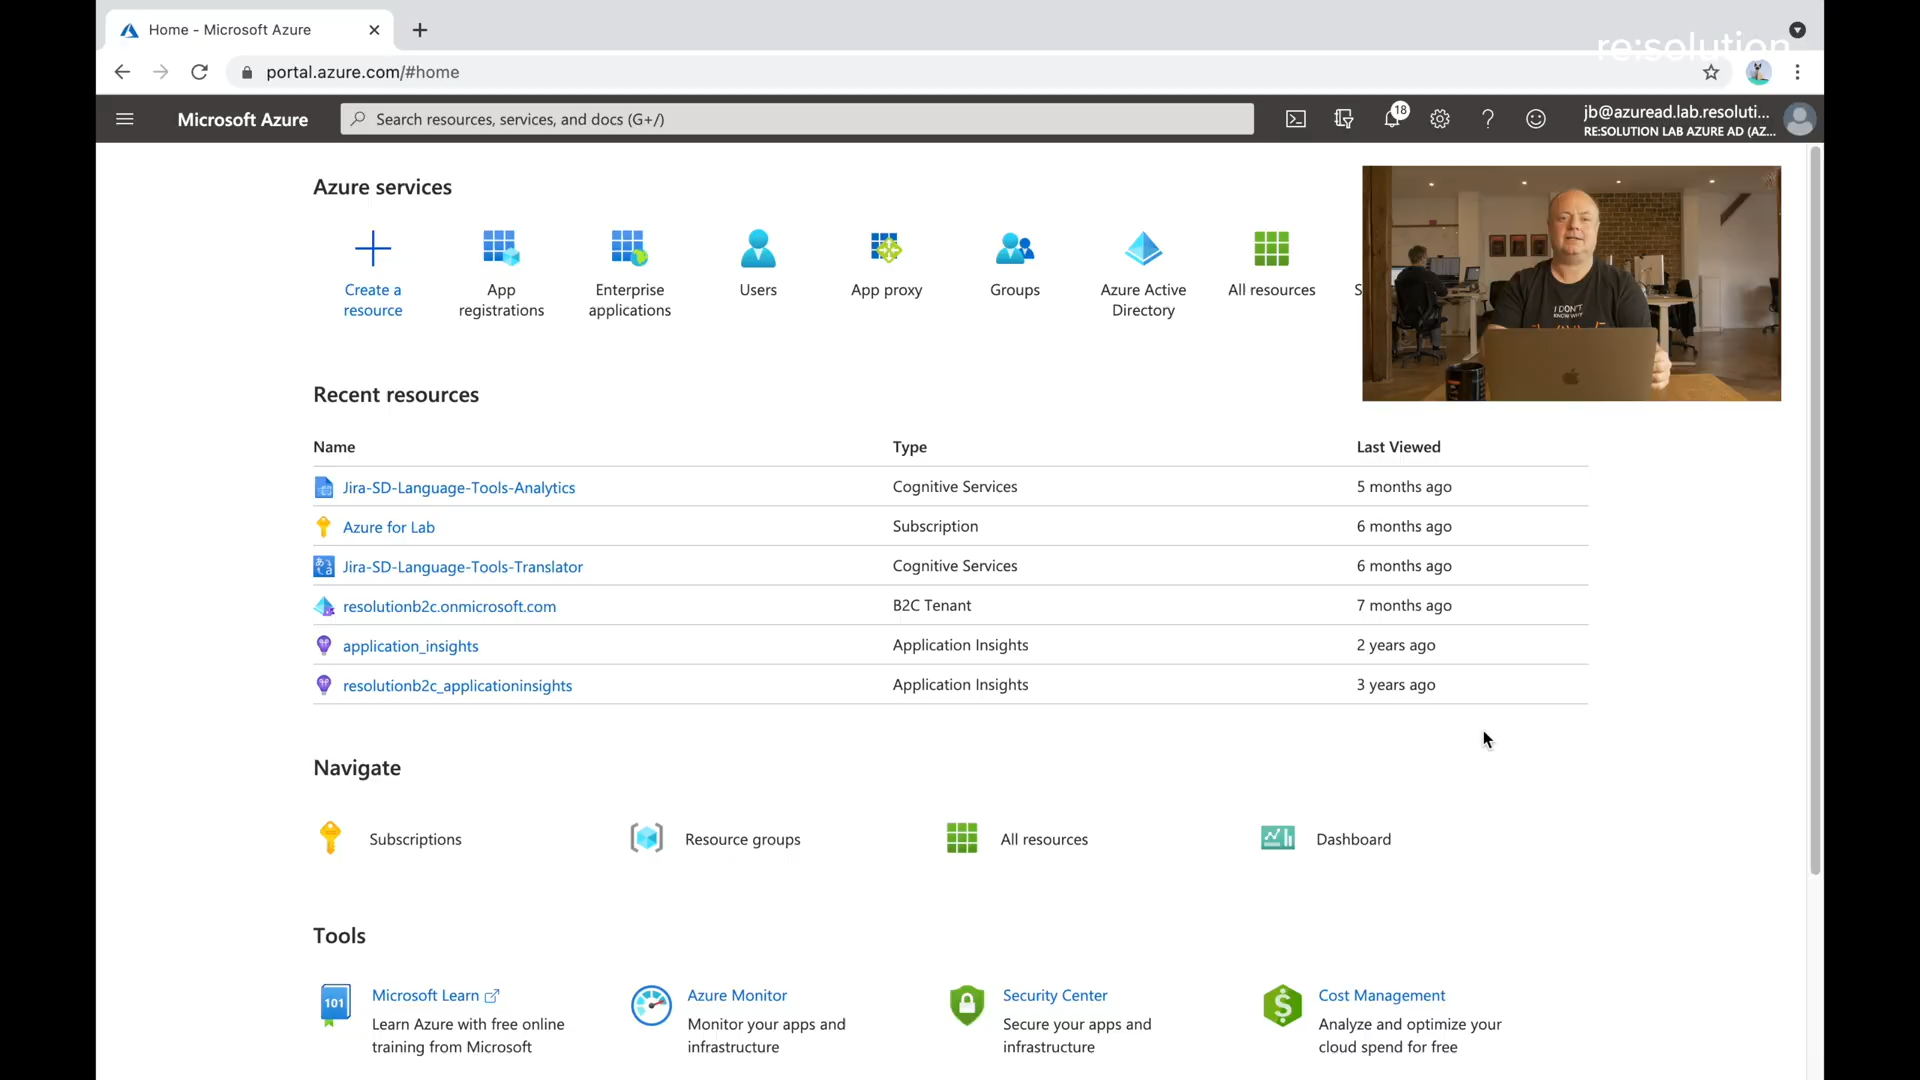 Home - Microsoft Azure
re:solution
portal.azure.com/#home
Microsoft Azure
Search resources, services, and docs (G+/)
18
jb@azuread.lab.resoluti...
RE:SOLUTION LAB AZURE AD (AZ...
Azure services
Create a
resource
App
registrations
Enterprise
applications
Users
App proxy
Groups
Azure Active
Directory
All resources
S
I DON'T
KNOW WHY
Recent resources
Name Type Last Viewed
Jira-SD-Language-Tools-Analytics Cognitive Services 5 months ago
Azure for Lab Subscription 6 months ago
Jira-SD-Language-Tools-Translator Cognitive Services 6 months ago
resolutionb2c.onmicrosoft.com B2C Tenant 7 months ago
application_insights Application Insights 2 years ago
resolutionb2c_applicationinsights Application Insights 3 years ago
Navigate
Subscriptions
Resource groups
All resources
Dashboard
Tools
101
Microsoft Learn
Learn Azure with free online
training from Microsoft
Azure Monitor
Monitor your apps and
infrastructure
Security Center
Secure your apps and
infrastructure
Cost Management
Analyze and optimize your
cloud spend for free